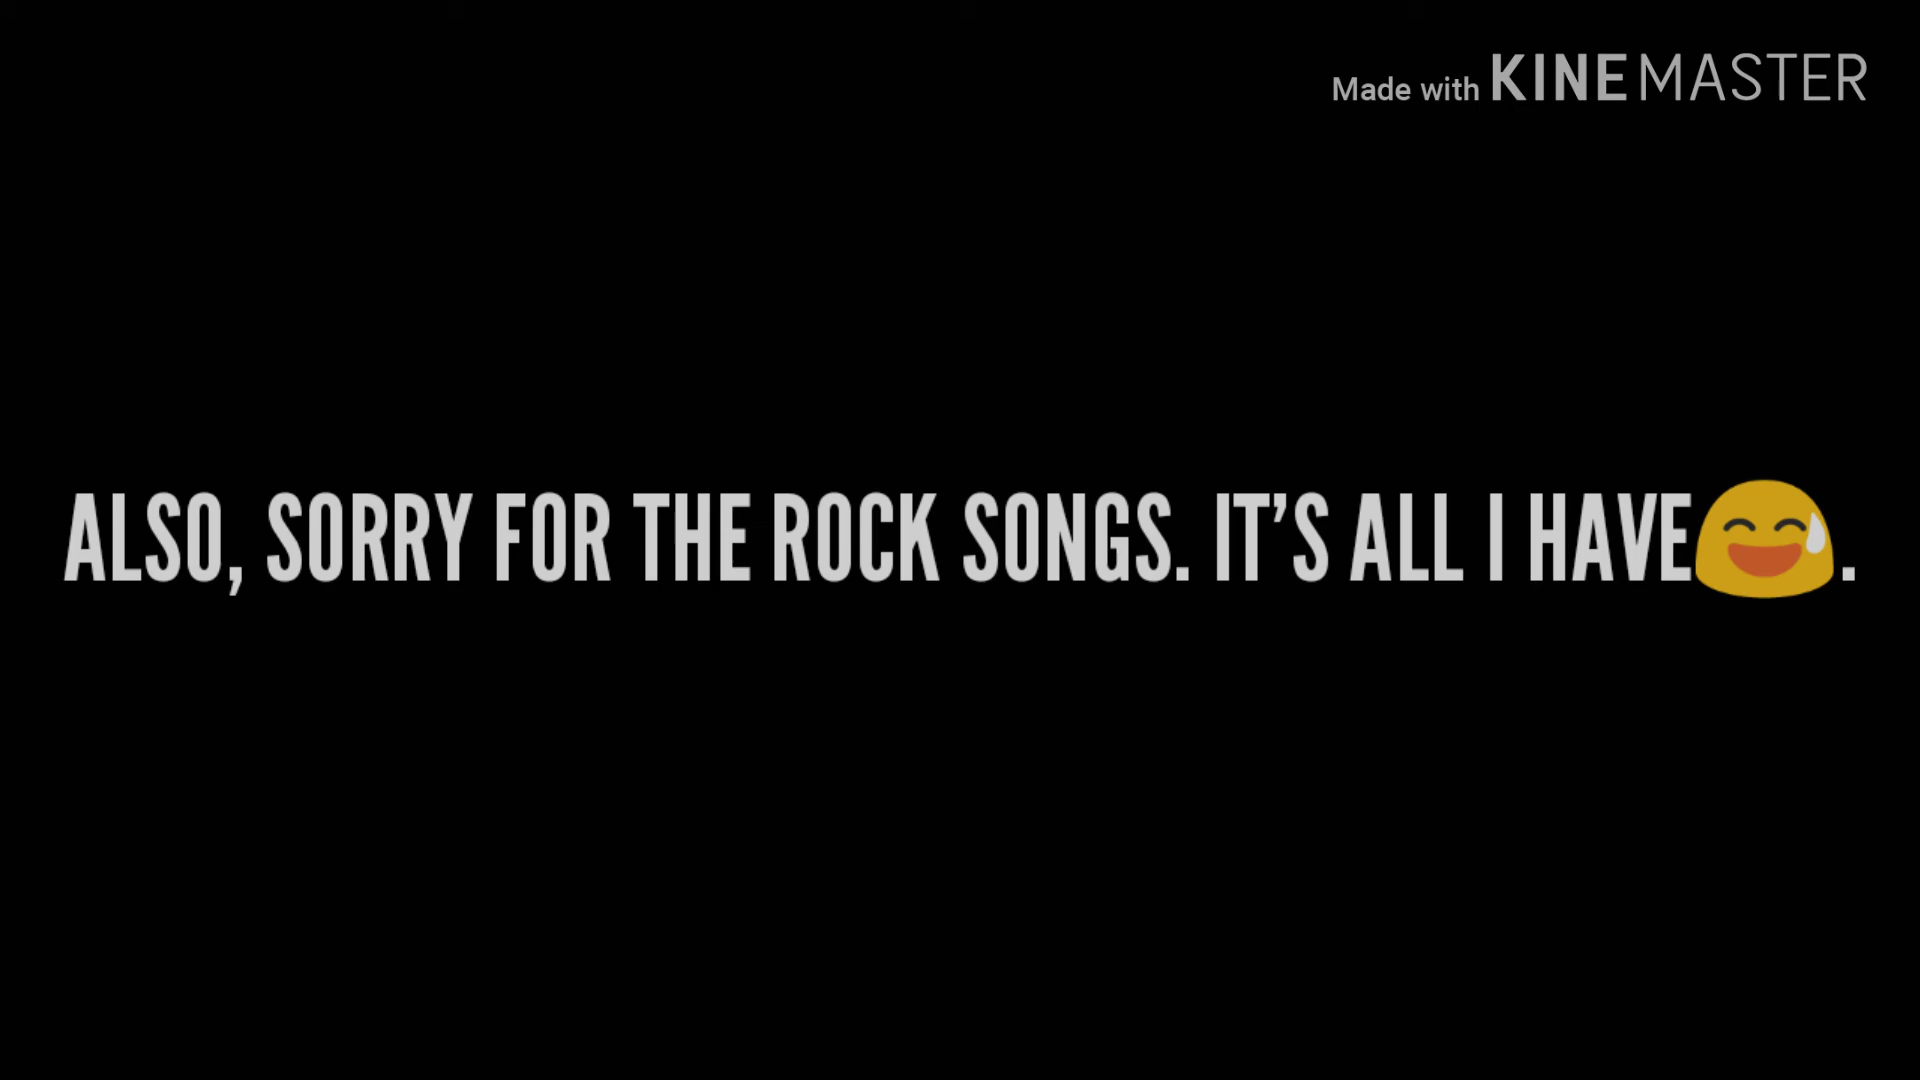 Made with KINEMASTER
ALSO, SORRY FOR THE ROCK SONGS. IT’S ALL I HAVE😅.